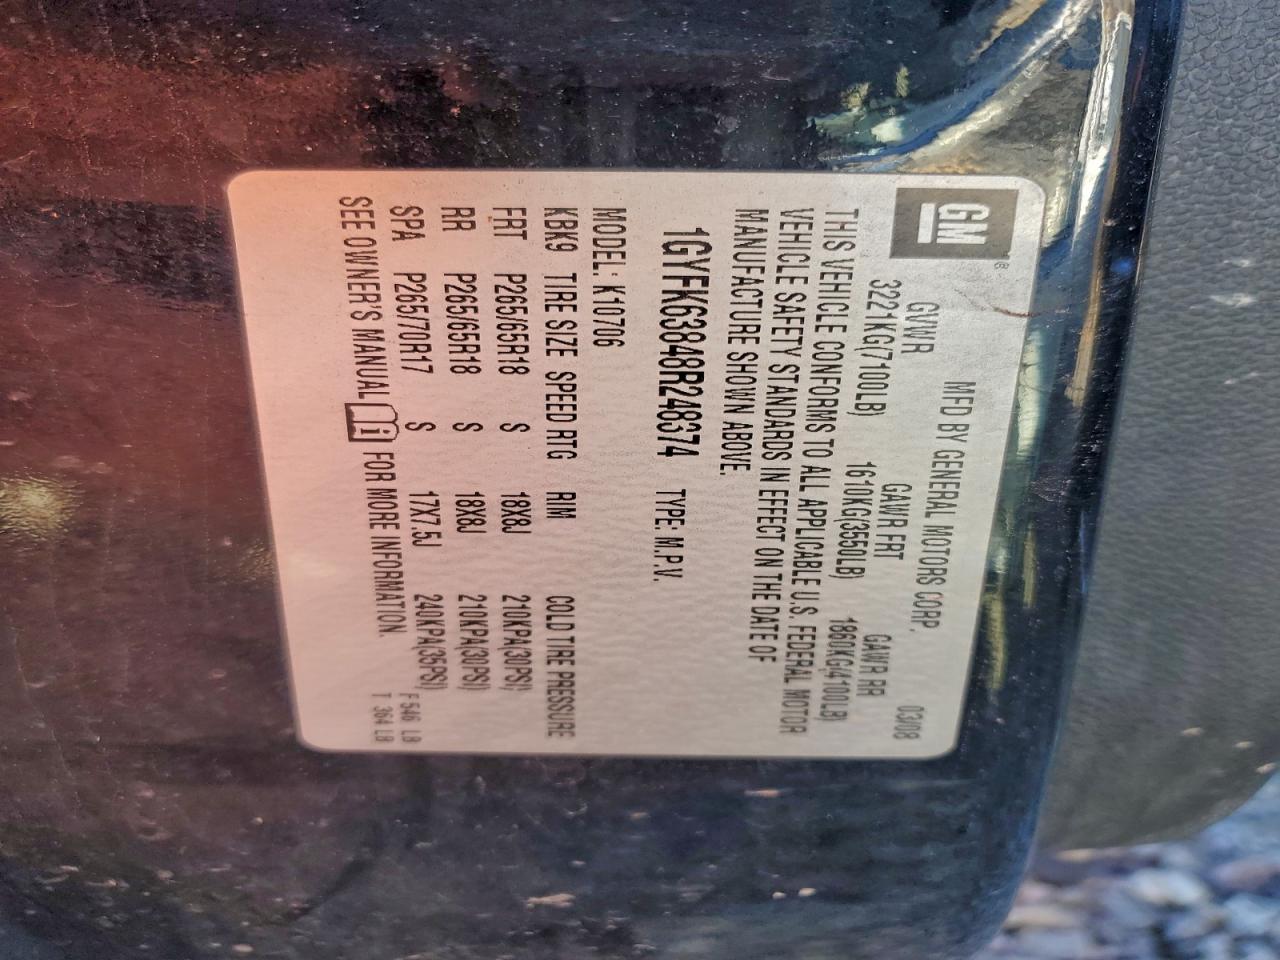 GM®
MFD BY GENERAL MOTORS CORP. 03/08
GVWR GAWR FRT GAWR RR
3221KG(7100LB) 1610KG(3550LB) 1860KG(4100LB)
THIS VEHICLE CONFORMS TO ALL APPLICABLE U.S. FEDERAL MOTOR
VEHICLE SAFETY STANDARDS IN EFFECT ON THE DATE OF
MANUFACTURE SHOWN ABOVE.
1GYFK63848R248374 TYPE: M.P.V.
MODEL: K10706
KBK9 TIRE SIZE SPEED RTG RIM COLD TIRE PRESSURE
FRT P265/65R18 S 18X8J 210KPA(30PSI)
RR P265/65R18 S 18X8J 210KPA(30PSI)
SPA P265/70R17 S 17X7.5J 240KPA(35PSI) F 546 LB
SEE OWNER'S MANUAL FOR MORE INFORMATION. T 364 LB